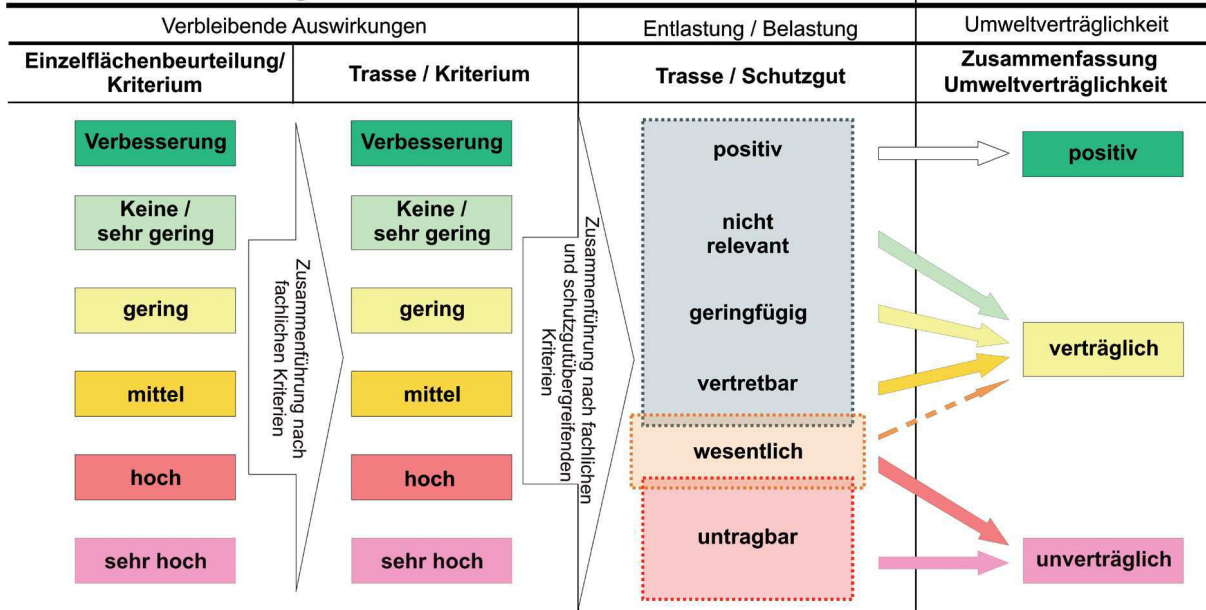 Verbleibende Auswirkungen
Entlastung / Belastung
Umweltverträglichkeit
Einzelflächenbeurteilung/
Kriterium
Trasse / Kriterium
Trasse / Schutzgut
Zusammenfassung
Umweltverträglichkeit
Verbesserung
Keine /
sehr gering
gering
mittel
hoch
sehr hoch
Zusammenführung nach
fachlichen Kriterien
Verbesserung
Keine /
sehr gering
gering
mittel
hoch
sehr hoch
Zusammenführung nach fachlichen
und schutzgutübergreifenden
Kriterien
positiv
nicht
relevant
geringfügig
vertretbar
wesentlich
untragbar
positiv
verträglich
unverträglich